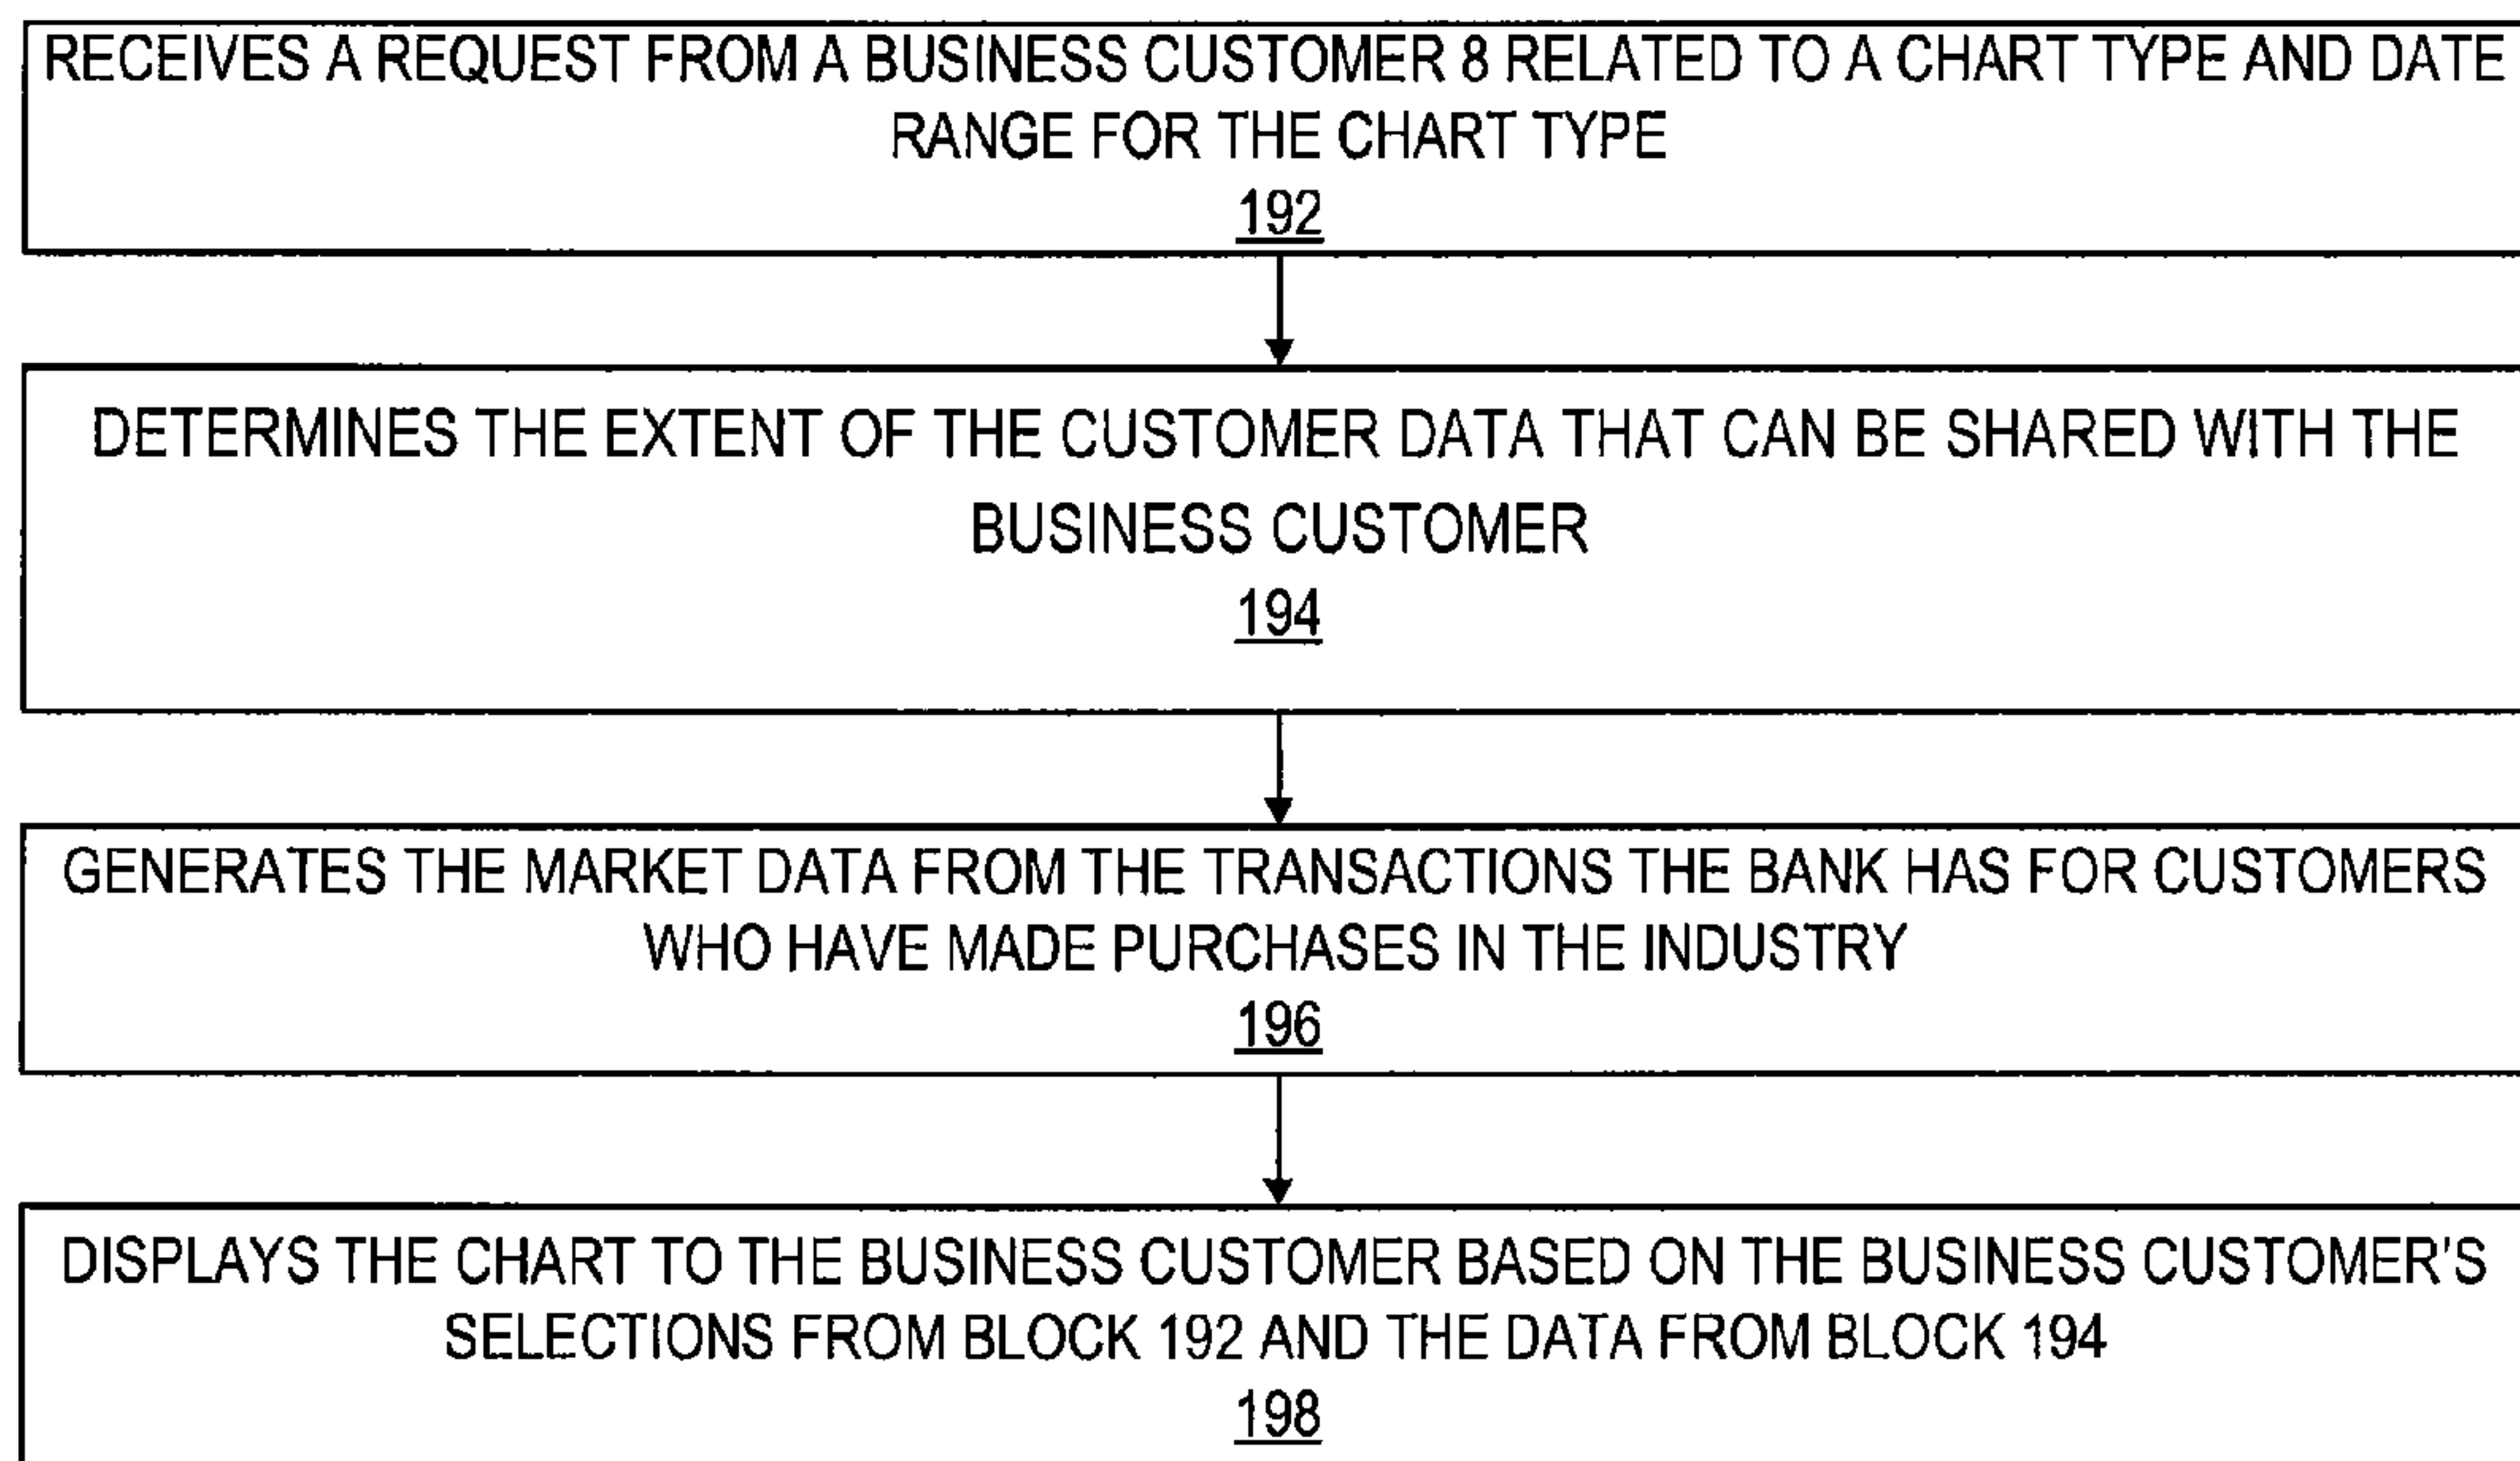 RECEIVES A REQUEST FROM A BUSINESS CUSTOMER 8 RELATED TO A CHART TYPE AND DATE
RANGE FOR THE CHART TYPE
192
DETERMINES THE EXTENT OF THE CUSTOMER DATA THAT CAN BE SHARED WITH THE
BUSINESS CUSTOMER
194
GENERATES THE MARKET DATA FROM THE TRANSACTIONS THE BANK HAS FOR CUSTOMERS
WHO HAVE MADE PURCHASES IN THE INDUSTRY
196
DISPLAYS THE CHART TO THE BUSINESS CUSTOMER BASED ON THE BUSINESS CUSTOMER'S
SELECTIONS FROM BLOCK 192 AND THE DATA FROM BLOCK 194
198